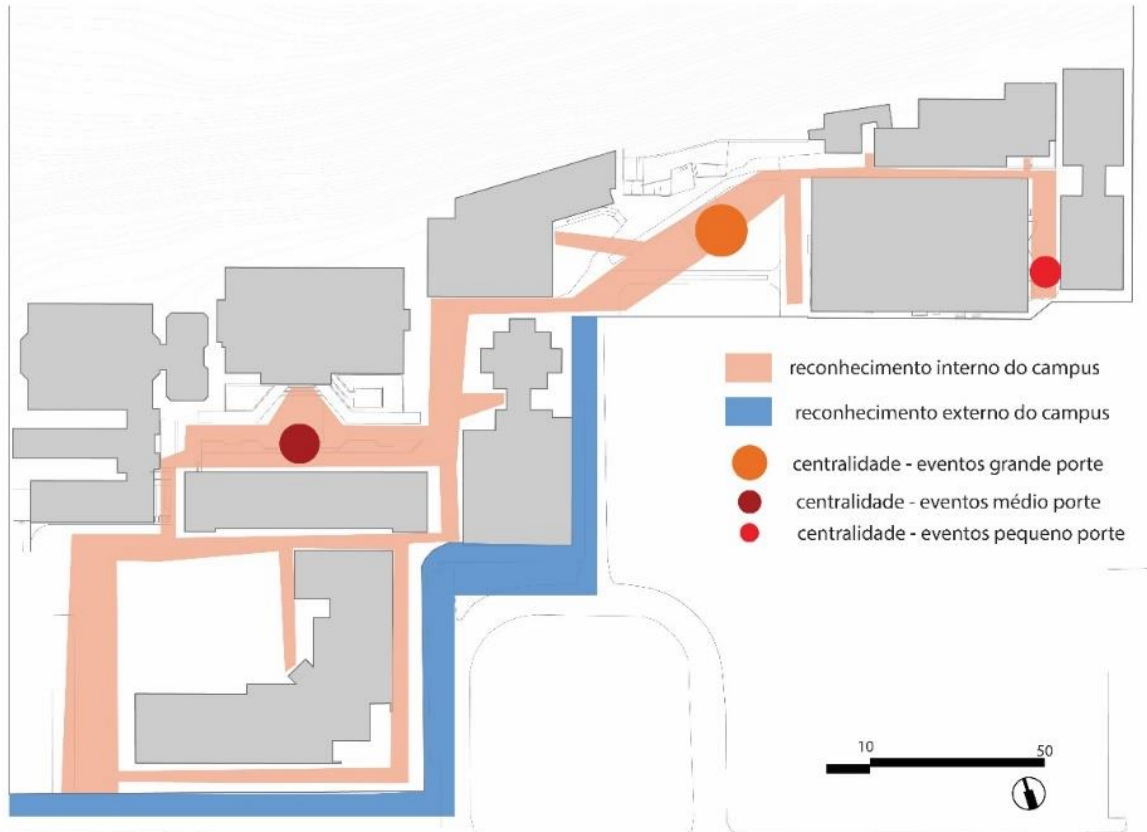 reconhecimento interno do campus
reconhecimento externo do campus
centralidade - eventos grande porte
centralidade - eventos médio porte
centralidade - eventos pequeno porte
10 50